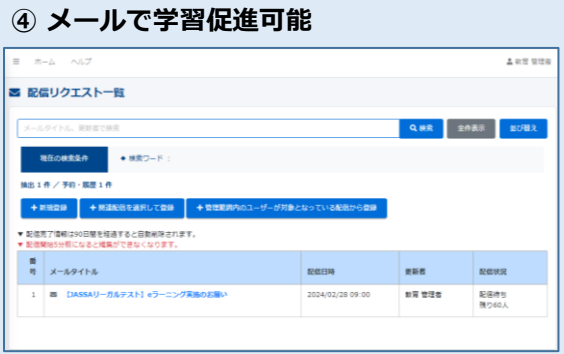 ④ メールで学習促進可能
ホーム ヘルプ 教育 管理者
配信リクエスト一覧
メールタイトル、更新者で検索 検索 全件表示 並び替え
現在の検索条件 ◆ 検索ワード :
抽出 1 件 / 予約・履歴 1 件
+ 新規登録 + 関連配信を選択して登録 + 管理範囲内のユーザーが対象となっている配信から登録
▼ 配信完了情報は90日間を経過すると自動削除されます。
▼ 配信開始5分前になると編集ができなくなります。
番号 メールタイトル 配信日時 更新者 配信状況
1 【JASSAリーガルテスト】eラーニング実施のお願い 2024/02/28 09:00 教育 管理者 配信待ち
残り60人